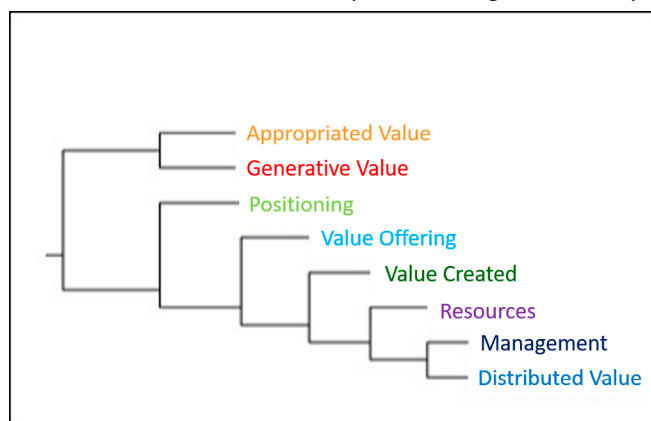 Appropriated Value
Generative Value
Positioning
Value Offering
Value Created
Resources
Management
Distributed Value